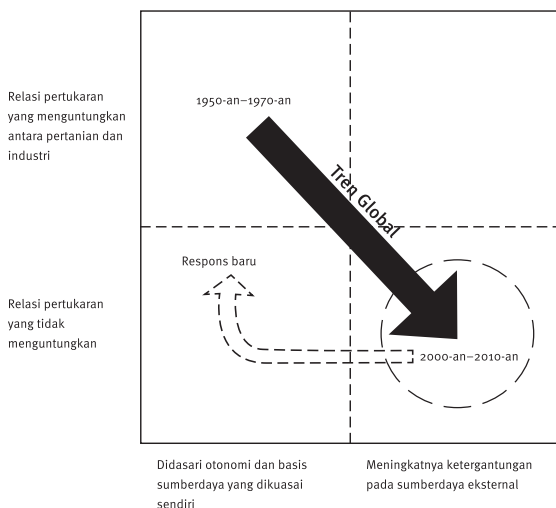 Relasi pertukaran
yang menguntungkan
antara pertanian dan
industri
1950-an–1970-an
Tren Global
Respons baru
Relasi pertukaran
yang tidak
menguntungkan
2000-an–2010-an
Didasari otonomi dan basis
sumberdaya yang dikuasai
sendiri
Meningkatnya ketergantungan
pada sumberdaya eksternal